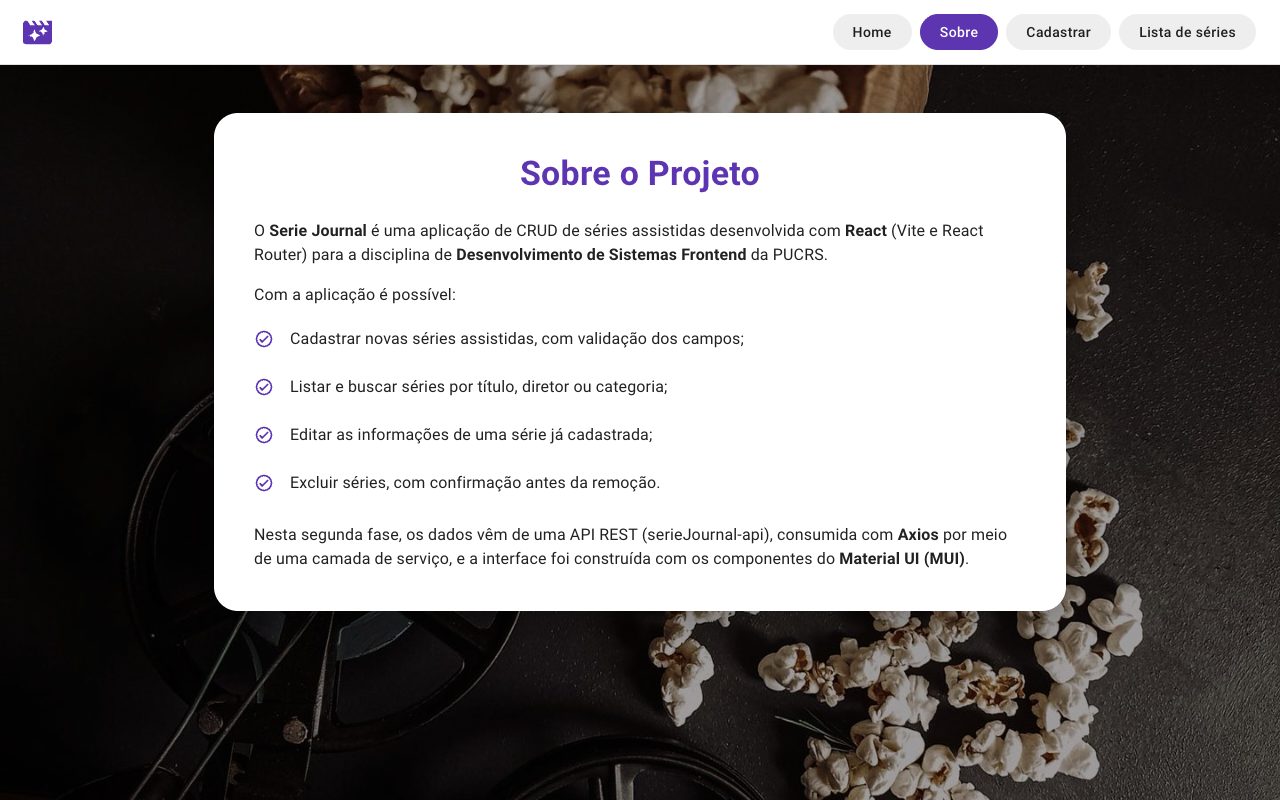 Home
Sobre
Cadastrar
Lista de séries
Sobre o Projeto
O Serie Journal é uma aplicação de CRUD de séries assistidas desenvolvida com React (Vite e React
Router) para a disciplina de Desenvolvimento de Sistemas Frontend da PUCRS.
Com a aplicação é possível:
Cadastrar novas séries assistidas, com validação dos campos;
Listar e buscar séries por título, diretor ou categoria;
Editar as informações de uma série já cadastrada;
Excluir séries, com confirmação antes da remoção.
Nesta segunda fase, os dados vêm de uma API REST (serieJournal-api), consumida com Axios por meio
de uma camada de serviço, e a interface foi construída com os componentes do Material UI (MUI).